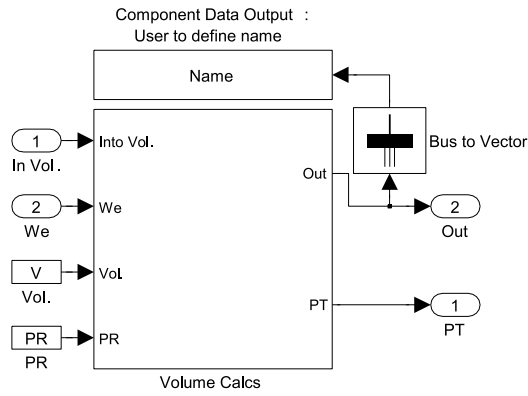 Component Data Output :
User to define name
Name
Bus to Vector
1
In Vol.
Into Vol.
Out
2
We
We
2
Out
V
Vol.
Vol.
PR
PR
PR
PT
1
PT
Volume Calcs